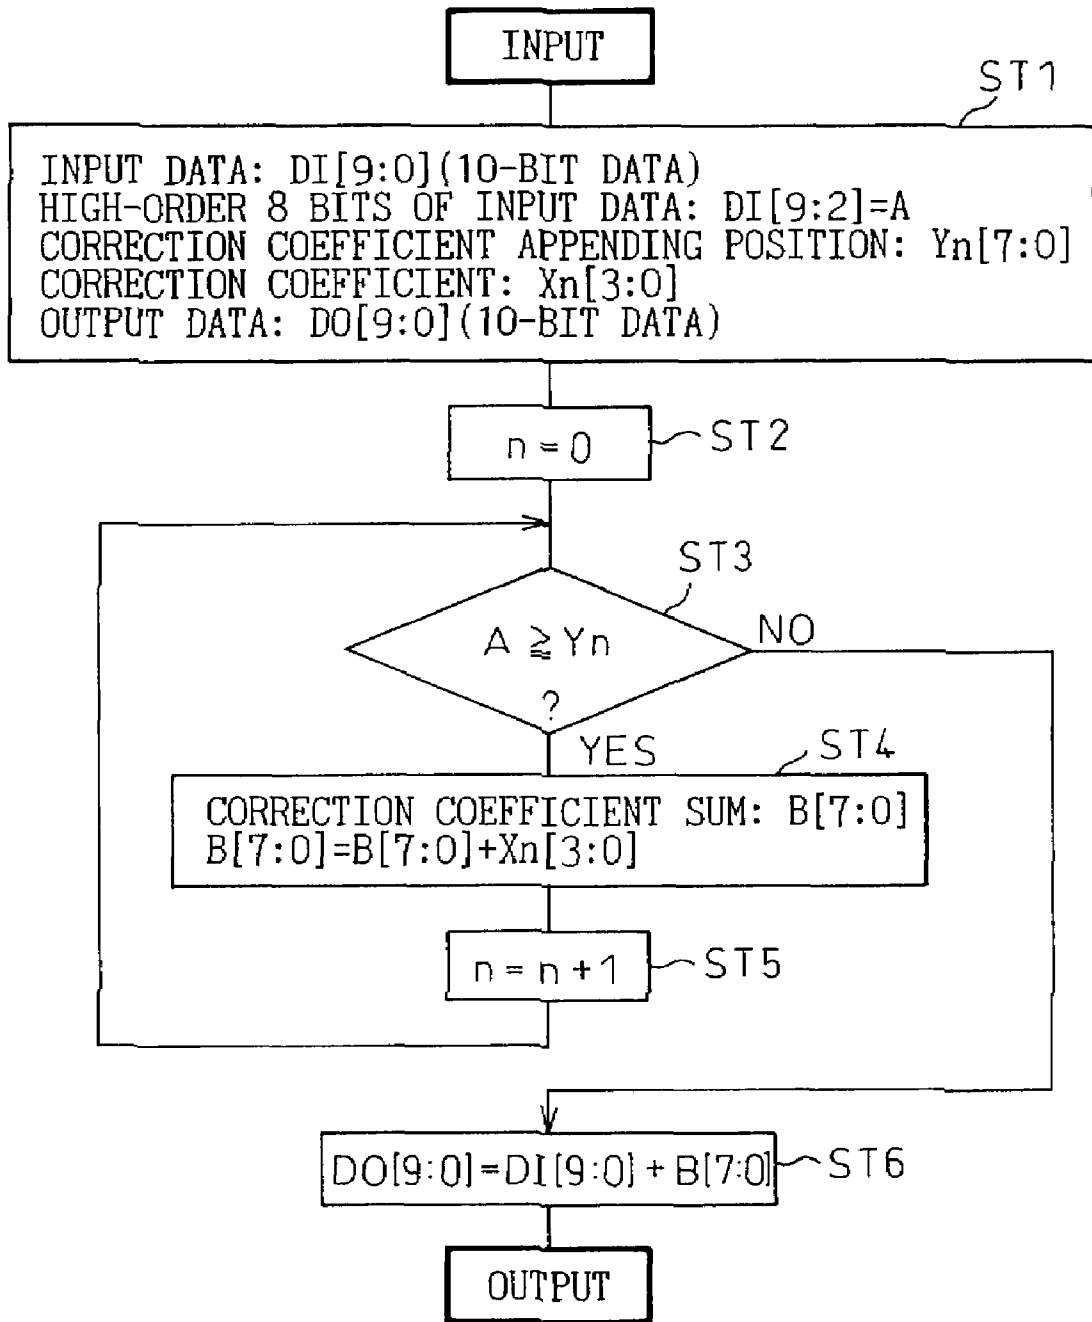 INPUT
ST1
INPUT DATA: DI[9:0](10-BIT DATA)
HIGH-ORDER 8 BITS OF INPUT DATA: DI[9:2]=A
CORRECTION COEFFICIENT APPENDING POSITION: Yn[7:0]
CORRECTION COEFFICIENT: Xn[3:0]
OUTPUT DATA: DO[9:0](10-BIT DATA)
n=0
ST2
ST3
A ≧ Yn
?
NO
YES
ST4
CORRECTION COEFFICIENT SUM: B[7:0]
B[7:0]=B[7:0]+Xn[3:0]
n=n+1
ST5
DO[9:0]=DI[9:0]+B[7:0]
ST6
OUTPUT